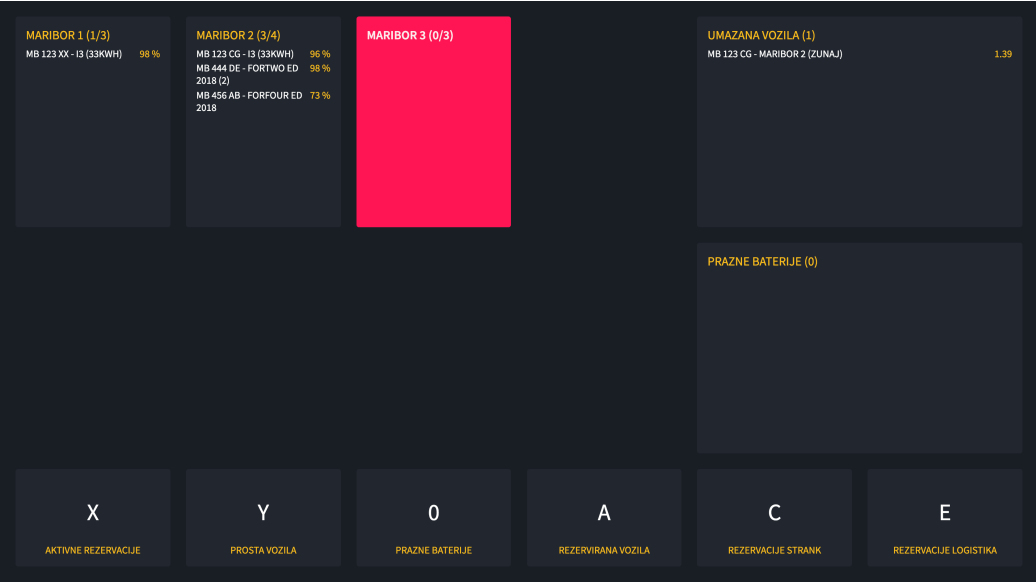 MARIBOR 1 (1/3)
MB 123 XX - I3 (33KWH) 98 %
MARIBOR 2 (3/4)
MB 123 CG - I3 (33KWH) 96 %
MB 444 DE - FORTWO ED 98 %
2018 (2)
MB 456 AB - FORFOUR ED 73 %
2018
MARIBOR 3 (0/3)
UMAZANA VOZILA (1)
MB 123 CG - MARIBOR 2 (ZUNAJ) 1.39
PRAZNE BATERIJE (0)
X
AKTIVNE REZERVACIJE
Y
PROSTA VOZILA
0
PRAZNE BATERIJE
A
REZERVIRANA VOZILA
C
REZERVACIJE STRANK
E
REZERVACIJE LOGISTIKA